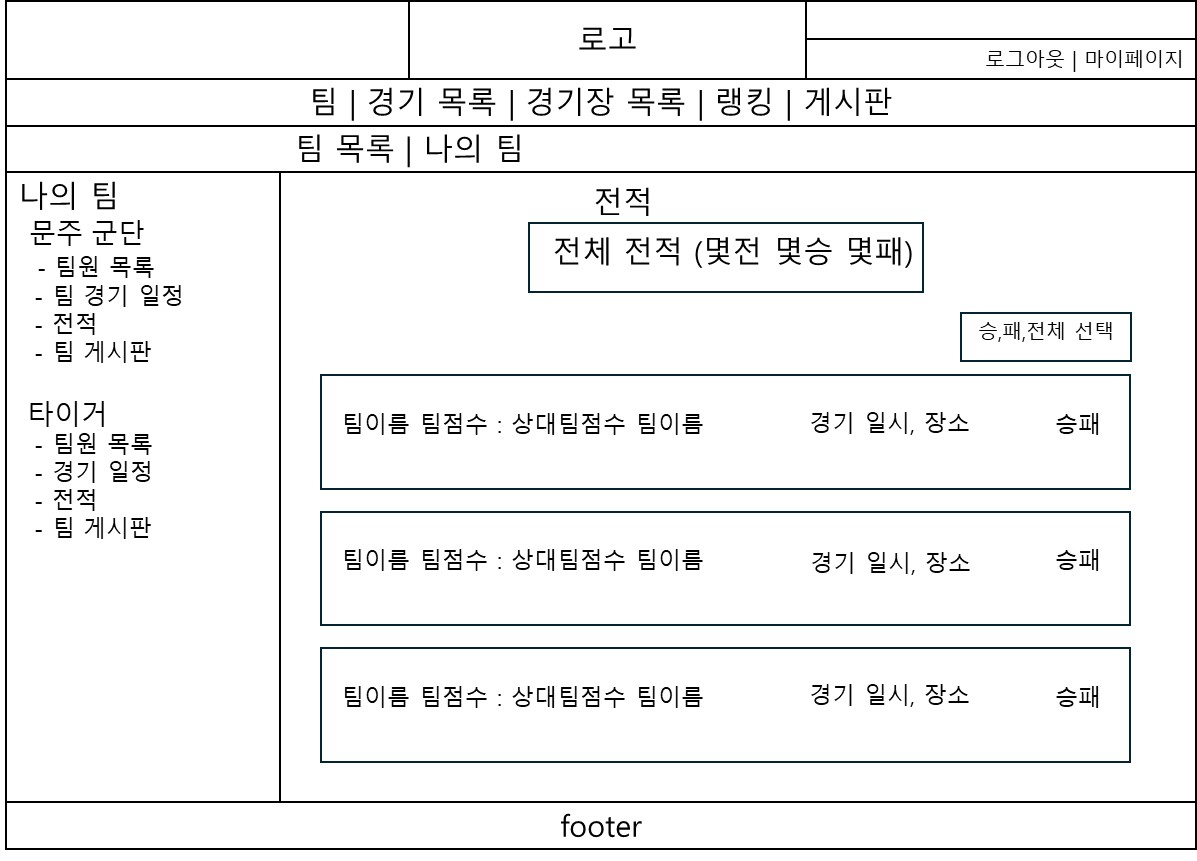 로고
로그아웃 | 마이페이지
팀 | 경기 목록 | 경기장 목록 | 랭킹 | 게시판
팀 목록 | 나의 팀
나의 팀
문주 군단
- 팀원 목록
- 팀 경기 일정
- 전적
- 팀 게시판
타이거
- 팀원 목록
- 경기 일정
- 전적
- 팀 게시판
전적
전체 전적 (몇전 몇승 몇패)
승,패,전체 선택
팀이름 팀점수 : 상대팀점수 팀이름 경기 일시, 장소 승패
팀이름 팀점수 : 상대팀점수 팀이름 경기 일시, 장소 승패
팀이름 팀점수 : 상대팀점수 팀이름 경기 일시, 장소 승패
footer